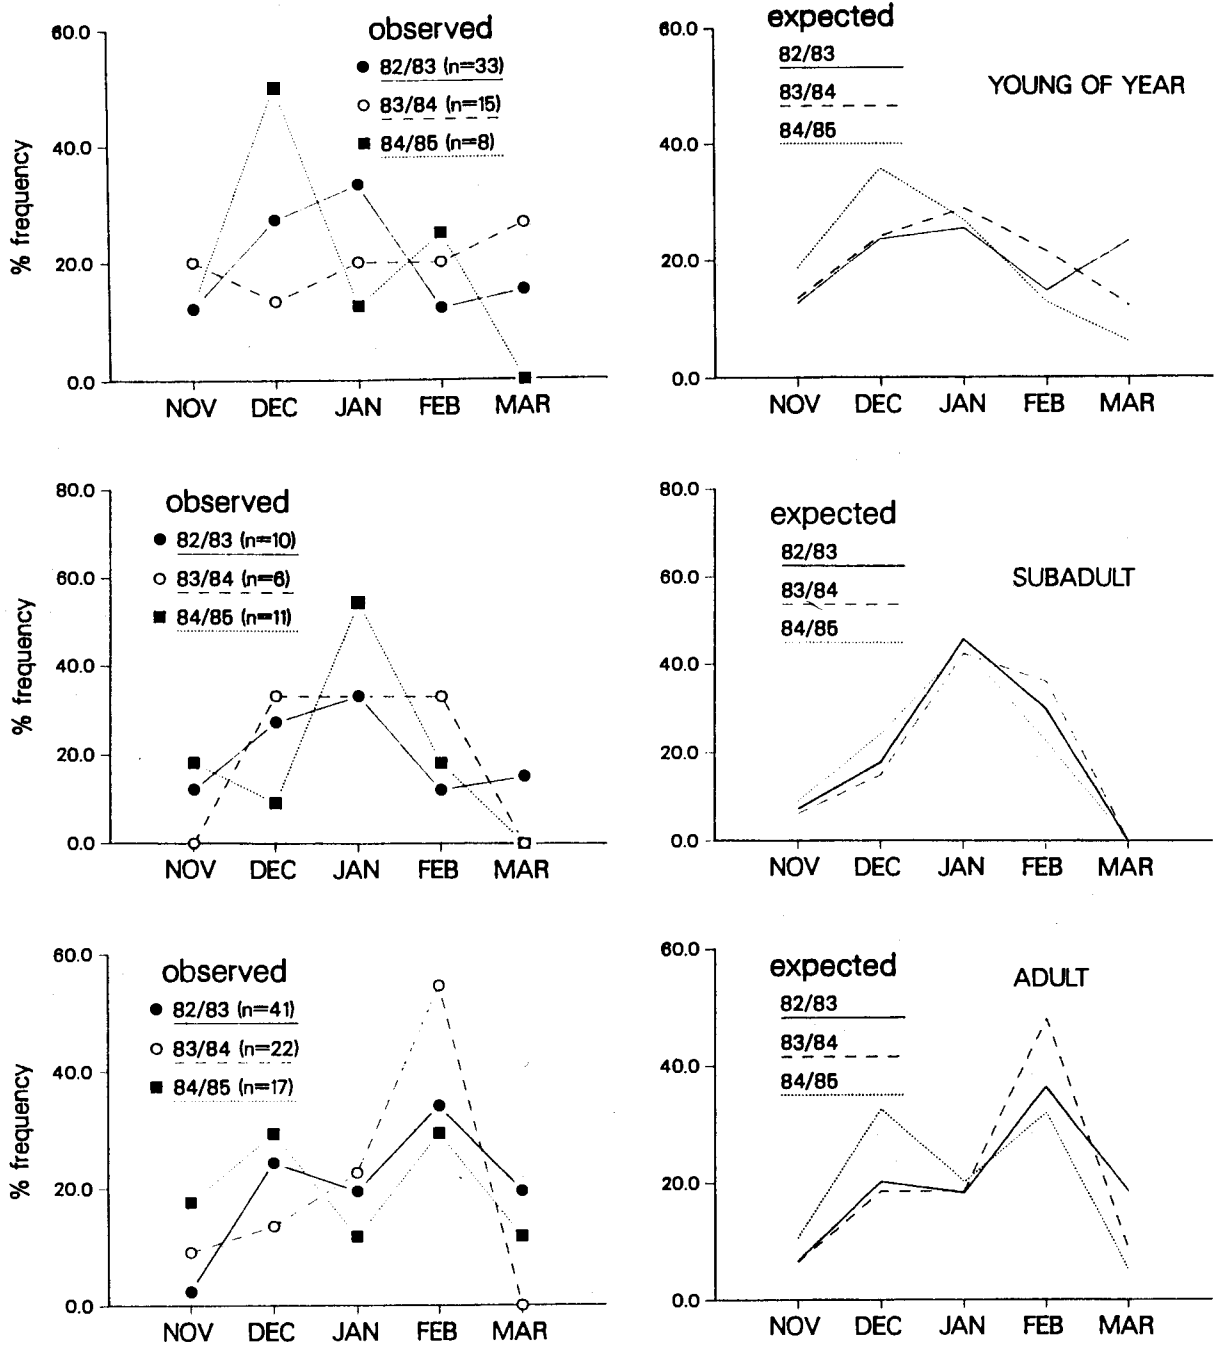 observed
82/83 (n=33)
83/84 (n=15)
84/85 (n=8)
% frequency
60.0
40.0
20.0
0.0
NOV DEC JAN FEB MAR
expected
82/83
83/84
84/85
YOUNG OF YEAR
60.0
40.0
20.0
0.0
NOV DEC JAN FEB MAR
observed
82/83 (n=10)
83/84 (n=6)
84/85 (n=11)
% frequency
80.0
60.0
40.0
20.0
0.0
NOV DEC JAN FEB MAR
expected
82/83
83/84
84/85
SUBADULT
80.0
60.0
40.0
20.0
0.0
NOV DEC JAN FEB MAR
observed
82/83 (n=41)
83/84 (n=22)
84/85 (n=17)
% frequency
60.0
40.0
20.0
0.0
NOV DEC JAN FEB MAR
expected
82/83
83/84
84/85
ADULT
60.0
40.0
20.0
0.0
NOV DEC JAN FEB MAR